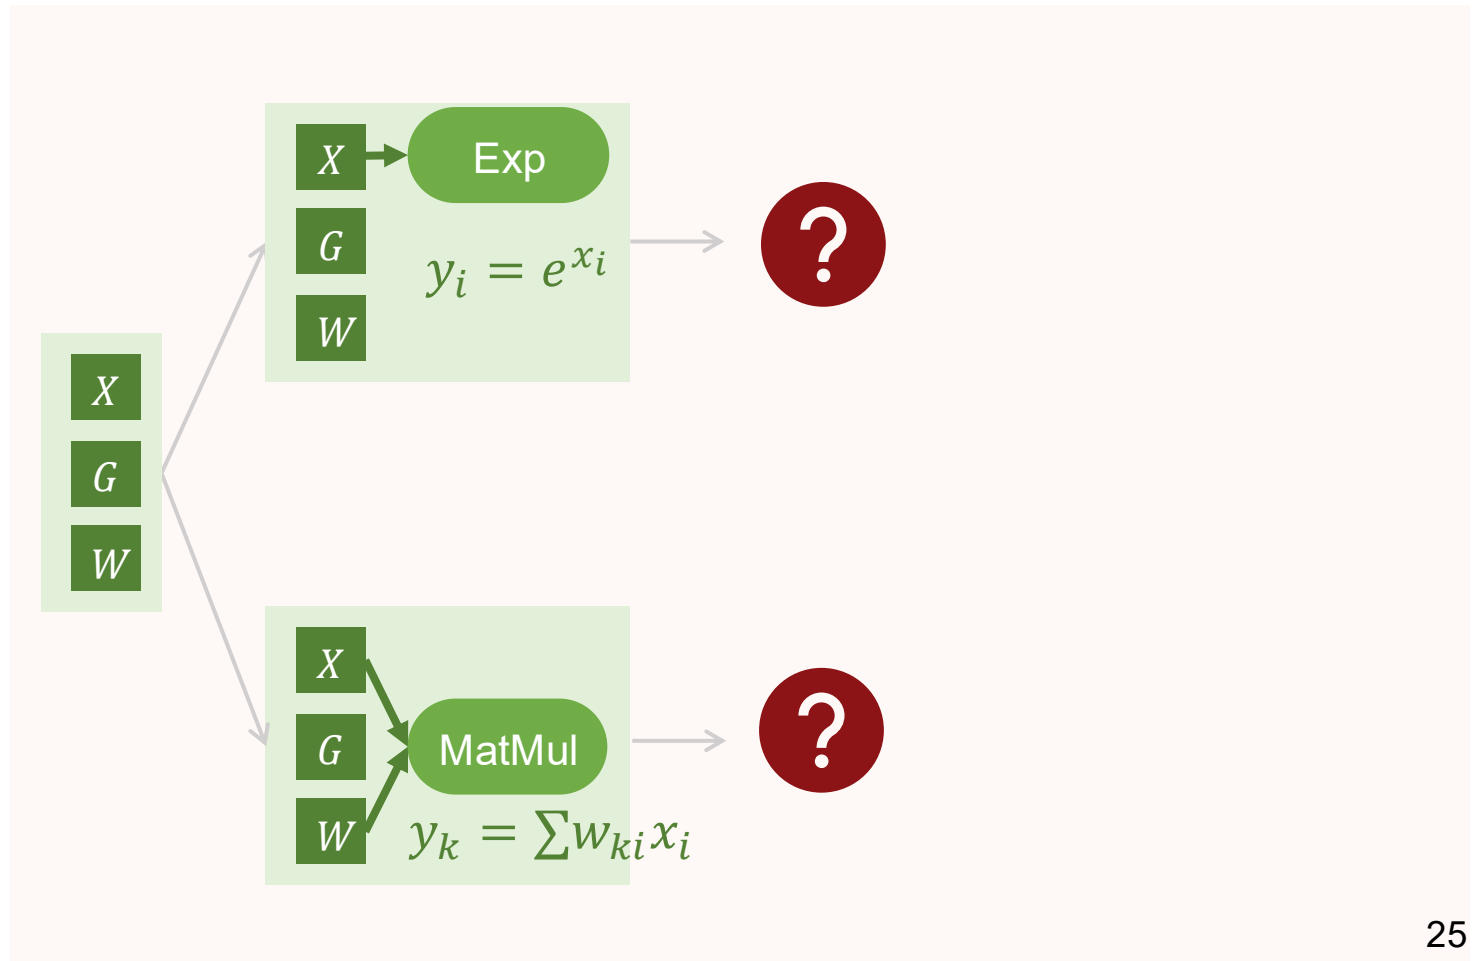 X
Exp
G
y_i = e^{x_i}
W
?
X
G
W
X
G
MatMul
W
y_k = ∑w_{ki}x_i
?
25